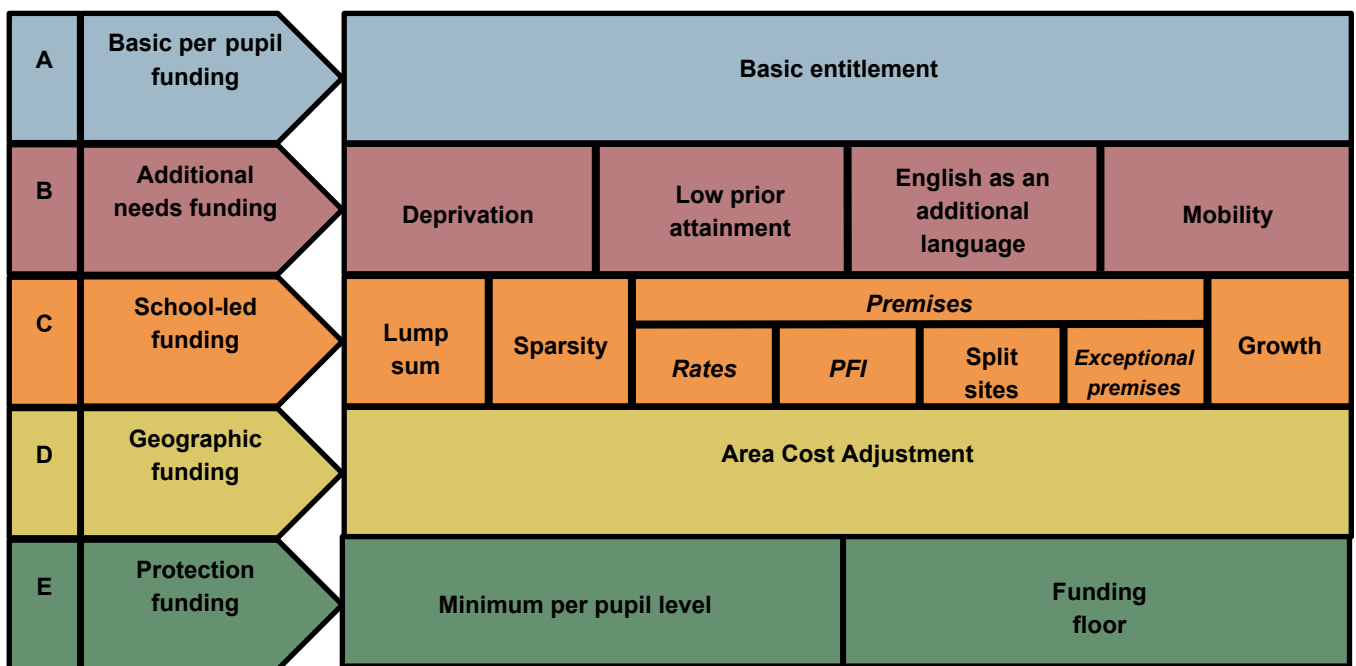 A
Basic per pupil
funding
Basic entitlement
B
Additional
needs funding
Deprivation
Low prior
attainment
English as an
additional
language
Mobility
C
School-led
funding
Lump
sum
Sparsity
Premises
Rates
PFI
Split
sites
Exceptional
premises
Growth
D
Geographic
funding
Area Cost Adjustment
E
Protection
funding
Minimum per pupil level
Funding
floor